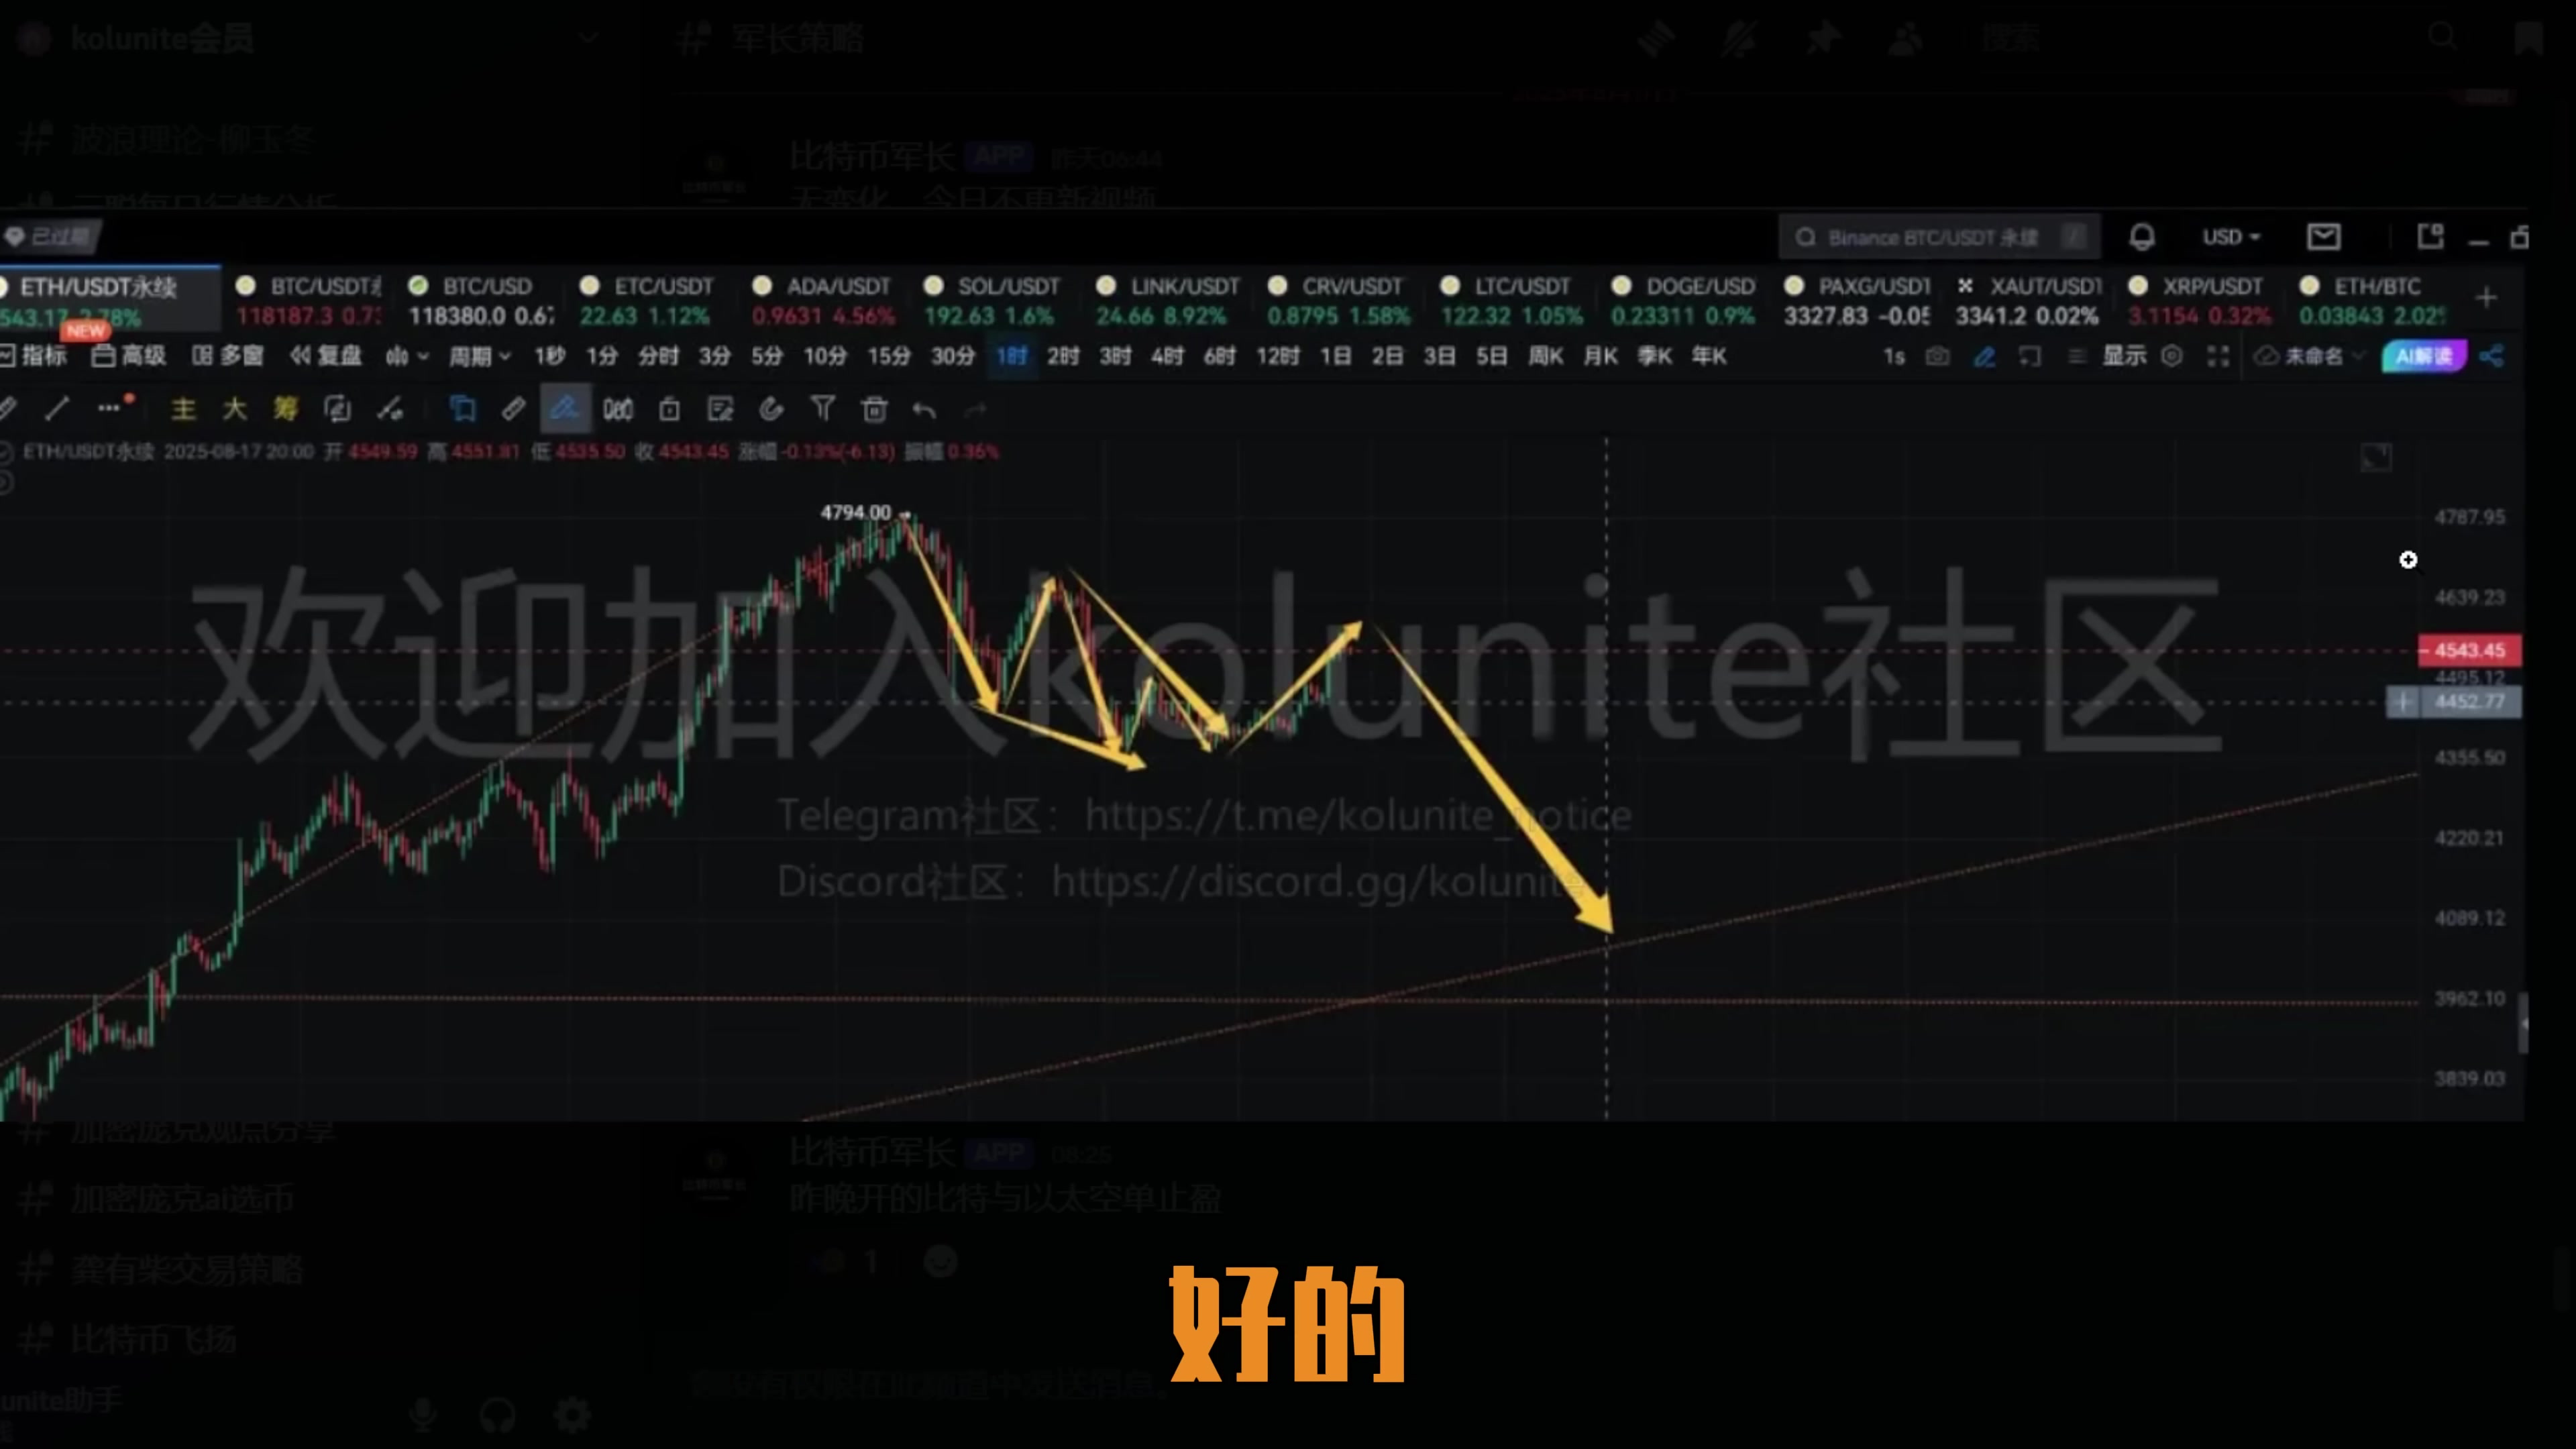 kolunite会员
军长策略
搜索
波浪理论-柳玉冬
比特币军长 APP 昨天06:44
无变化，今日不更新视频
已过期
Binance BTC/USDT 永续 /
USD
ETH/USDT永续 BTC/USDT BTC/USD ETC/USDT ADA/USDT SOL/USDT LINK/USDT CRV/USDT LTC/USDT DOGE/USD PAXG/USDT XAUT/USDT XRP/USDT ETH/BTC
543.17 2.78% 118187.3 118380.0 22.63 1.12% 0.9631 4.56% 192.63 1.6% 24.66 8.92% 0.8795 1.58% 122.32 1.05% 0.23311 0.9% 3327.83 -0.05 3341.2 0.02% 3.1154 0.32% 0.03843 2.02
NEW
指标 高级 多窗 复盘 周期 1秒 1分 分时 3分 5分 10分 15分 30分 1时 2时 3时 4时 6时 12时 1日 2日 3日 5日 周K 月K 季K 年K 1s 显示 未命名 AI解读
主 大 筹
ETH/USDT永续 2025-08-17 20:00 开 4549.59 高 4551.81 低 4535.50 收 4543.45 涨幅 -0.13%(-6.13) 振幅 0.36%
4794.00
4787.95
4639.23
4543.45
4495.12
4452.77
4355.50
4220.21
4089.12
3962.10
3839.03
欢迎加入kolunite社区
Telegram社区：https://t.me/kolunite_notice
Discord社区：https://discord.gg/kolunite
加密庞克观点分享
比特币军长 APP 08:25
加密庞克ai选币
昨晚开的比特与以太空单止盈
龚有柴交易策略
1
比特币飞扬
好的
unite助手